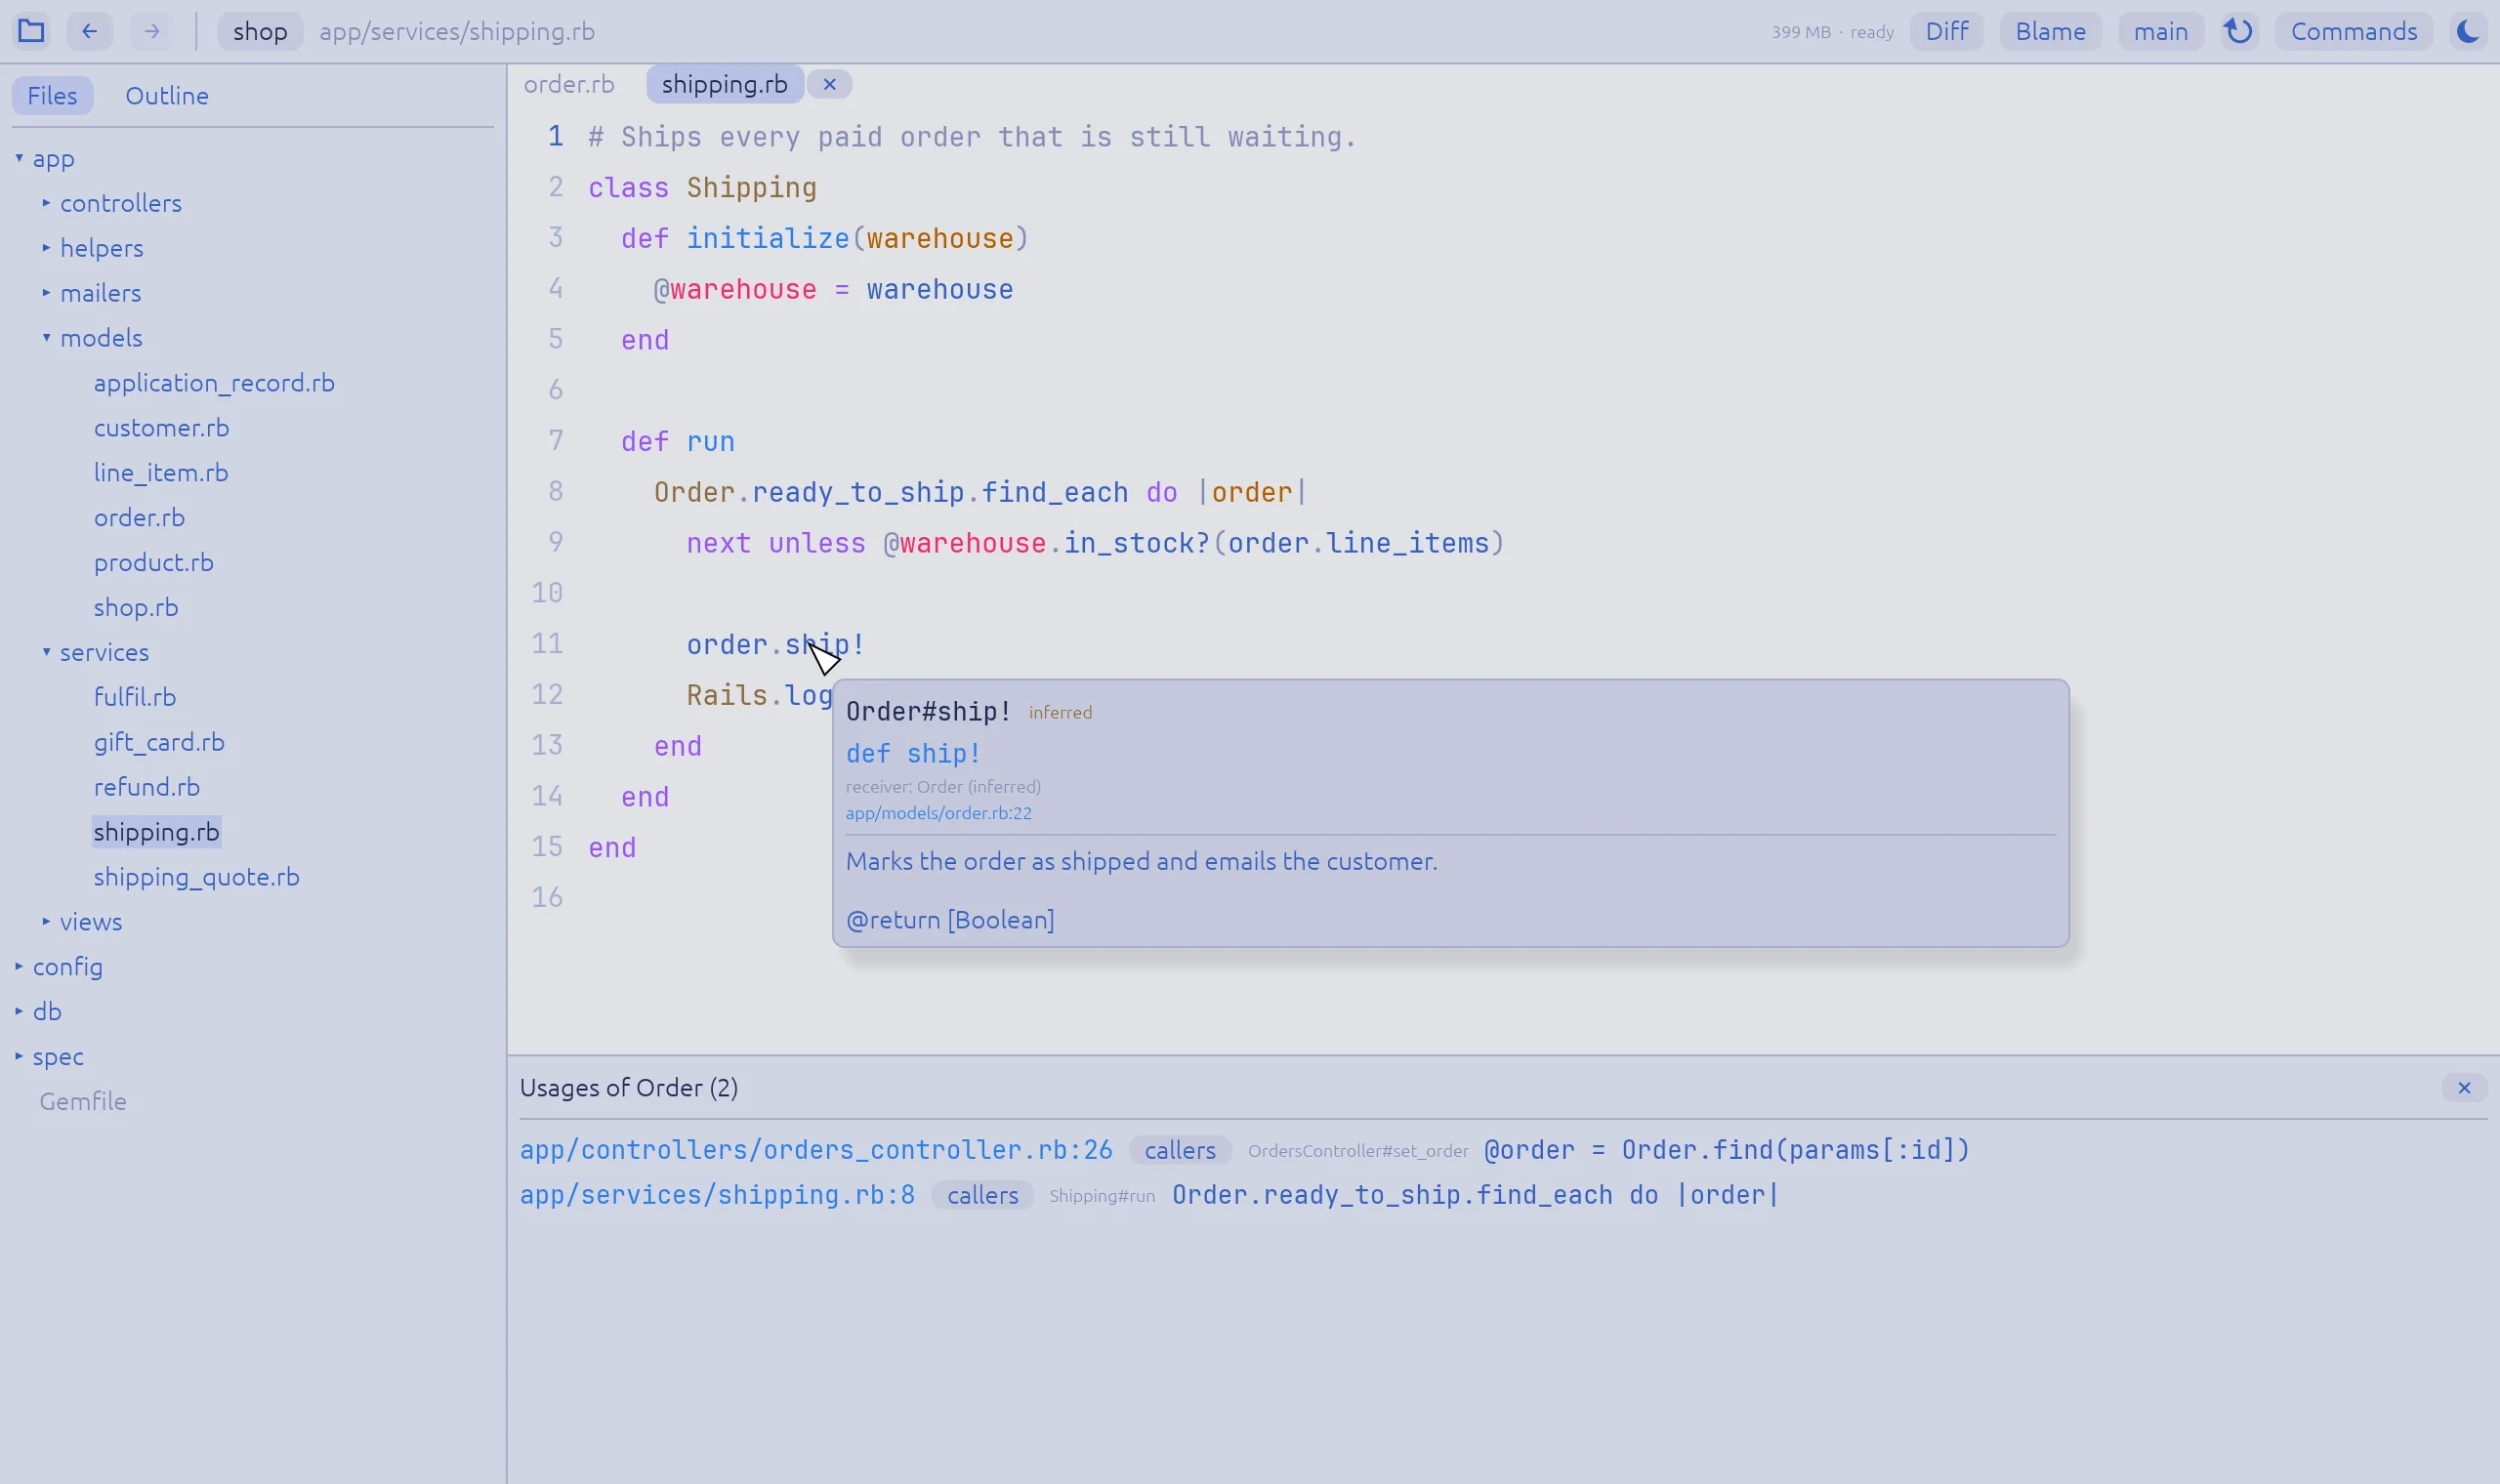 shop app/services/shipping.rb 399 MB · ready Diff Blame main Commands
Files Outline
app
controllers
helpers
mailers
models
application_record.rb
customer.rb
line_item.rb
order.rb
product.rb
shop.rb
services
fulfil.rb
gift_card.rb
refund.rb
shipping.rb
shipping_quote.rb
views
config
db
spec
Gemfile
order.rb shipping.rb ×
1 # Ships every paid order that is still waiting.
2 class Shipping
3 def initialize(warehouse)
4 @warehouse = warehouse
5 end
6
7 def run
8 Order.ready_to_ship.find_each do |order|
9 next unless @warehouse.in_stock?(order.line_items)
10
11 order.ship!
12 Rails.log
13 end
14 end
15 end
16
Order#ship! inferred
def ship!
receiver: Order (inferred)
app/models/order.rb:22
Marks the order as shipped and emails the customer.
@return [Boolean]
Usages of Order (2) ×
app/controllers/orders_controller.rb:26 callers OrdersController#set_order @order = Order.find(params[:id])
app/services/shipping.rb:8 callers Shipping#run Order.ready_to_ship.find_each do |order|